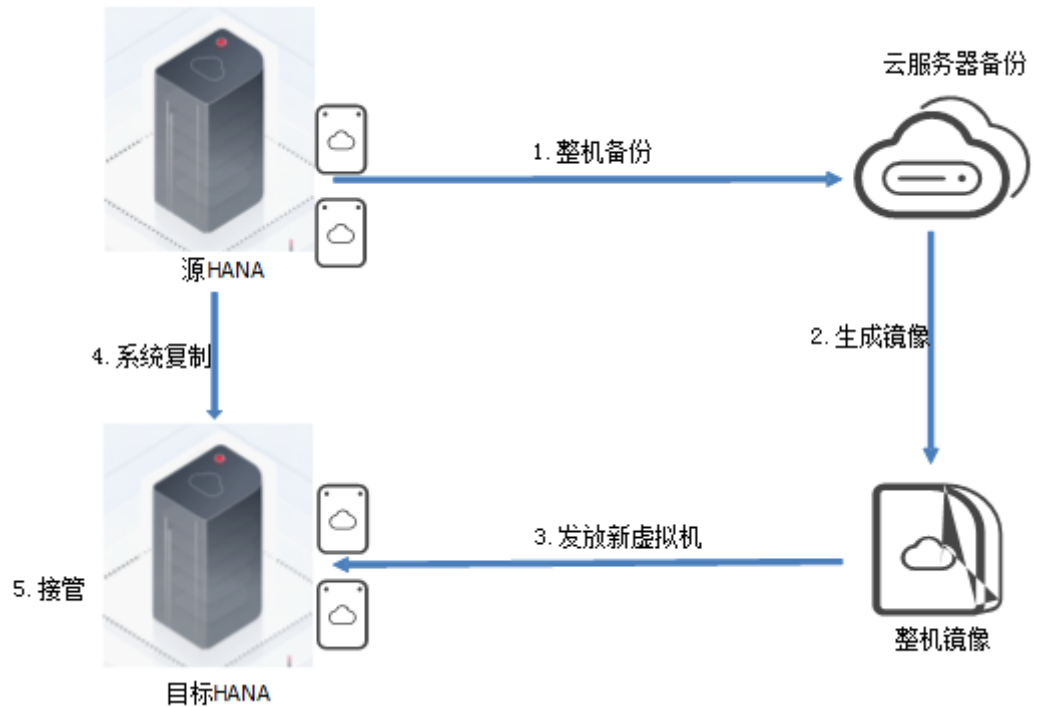 云服务器备份
1.整机备份
源HANA
2.生成镜像
4.系统复制
3.发放新虚拟机
5.接管
整机镜像
目标HANA